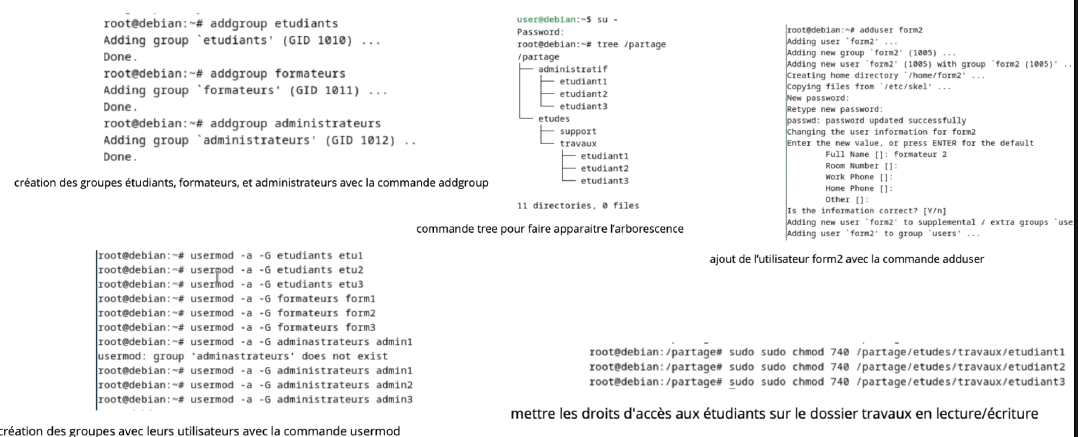 root@debian:~# addgroup etudiants
Adding group `etudiants' (GID 1010) ...
Done.
root@debian:~# addgroup formateurs
Adding group `formateurs' (GID 1011) ...
Done.
root@debian:~# addgroup administrateurs
Adding group `administrateurs' (GID 1012) ..
Done.
création des groupes étudiants, formateurs, et administrateurs avec la commande addgroup
user@debian:~$ su -
Password:
root@debian:~# tree /partage
/partage
├── administratif
│   ├── etudiant1
│   ├── etudiant2
│   └── etudiant3
└── etudes
    ├── support
    └── travaux
        ├── etudiant1
        ├── etudiant2
        └── etudiant3
11 directories, 0 files
commande tree pour faire apparaitre l'arborescence
root@debian:~# adduser form2
Adding user `form2' ...
Adding new group `form2' (1005) ...
Adding new user `form2' (1005) with group `form2 (1005)' ...
Creating home directory `/home/form2' ...
Copying files from `/etc/skel' ...
New password:
Retype new password:
passwd: password updated successfully
Changing the user information for form2
Enter the new value, or press ENTER for the default
Full Name []: formateur 2
Room Number []:
Work Phone []:
Home Phone []:
Other []:
Is the information correct? [Y/n]
Adding new user `form2' to supplemental / extra groups
Adding user `form2' to group `users' ...
ajout de l'utilisateur form2 avec la commande adduser
root@debian:~# usermod -a -G etudiants etu1
root@debian:~# usermod -a -G etudiants etu2
root@debian:~# usermod -a -G etudiants etu3
root@debian:~# usermod -a -G formateurs form1
root@debian:~# usermod -a -G formateurs form2
root@debian:~# usermod -a -G formateurs form3
root@debian:~# usermod -a -G adminastrateurs admin1
usermod: group 'adminastrateurs' does not exist
root@debian:~# usermod -a -G administrateurs admin1
root@debian:~# usermod -a -G administrateurs admin2
root@debian:~# usermod -a -G administrateurs admin3
création des groupes avec leurs utilisateurs avec la commande usermod
root@debian:/partage# sudo sudo chmod 740 /partage/etudes/travaux/etudiant1
root@debian:/partage# sudo sudo chmod 740 /partage/etudes/travaux/etudiant2
root@debian:/partage# sudo sudo chmod 740 /partage/etudes/travaux/etudiant3
mettre les droits d'accès aux étudiants sur le dossier travaux en lecture/écriture